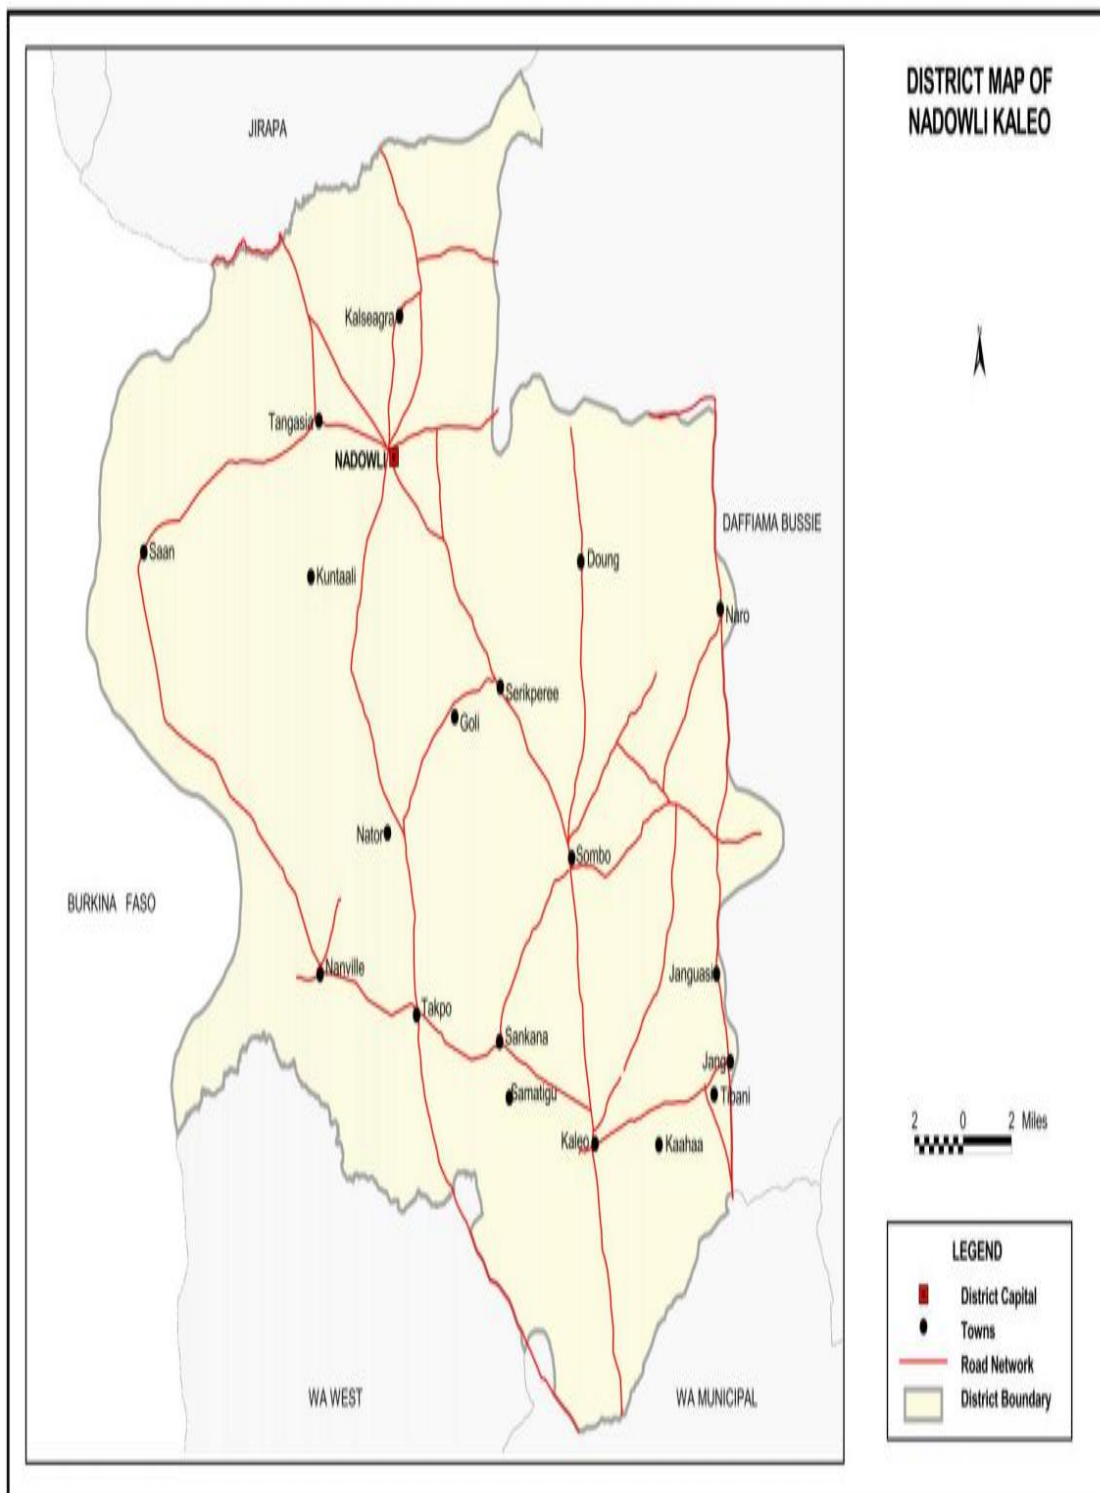 DISTRICT MAP OF
NADOWLI KALEO
JIRAPA
Kalseagra
Tangasia
NADOWLI
DAFFIAMA BUSSIE
Saan
Doung
Kuntaali
Naro
Serikperee
Goli
Nator
Sombo
BURKINA FASO
Nanville
Janguasi
Takpo
Sankana
Jang
Samatigu
Tibani
Kaleo
Kaahaa
2 0 2 Miles
N
LEGEND
District Capital
Towns
Road Network
District Boundary
WA WEST
WA MUNICIPAL